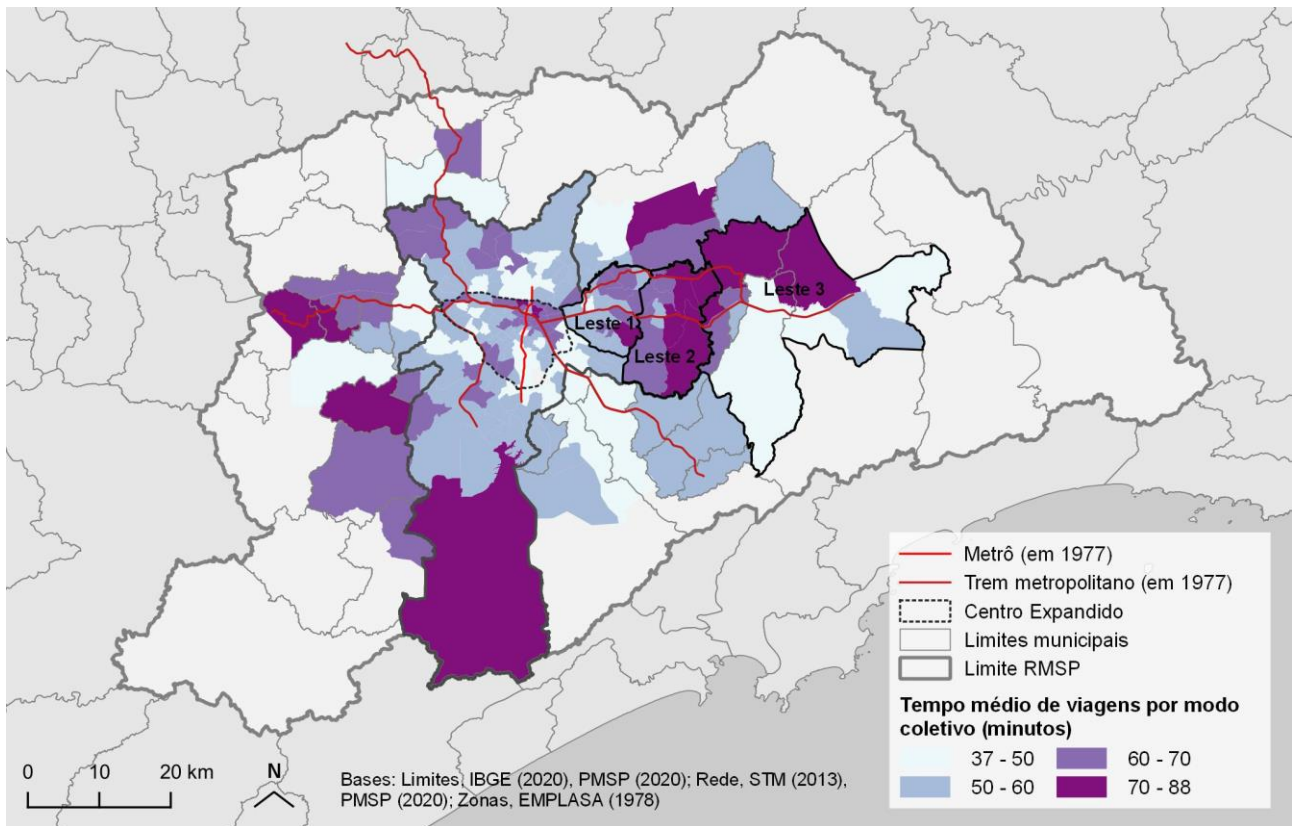 Leste 1
Leste 2
Leste 3
Metrô (em 1977)
Trem metropolitano (em 1977)
Centro Expandido
Limites municipais
Limite RMSP
Tempo médio de viagens por modo
coletivo (minutos)
37 - 50
60 - 70
50 - 60
70 - 88
0 10 20 km
N
Bases: Limites, IBGE (2020), PMSP (2020); Rede, STM (2013),
PMSP (2020); Zonas, EMPLASA (1978)